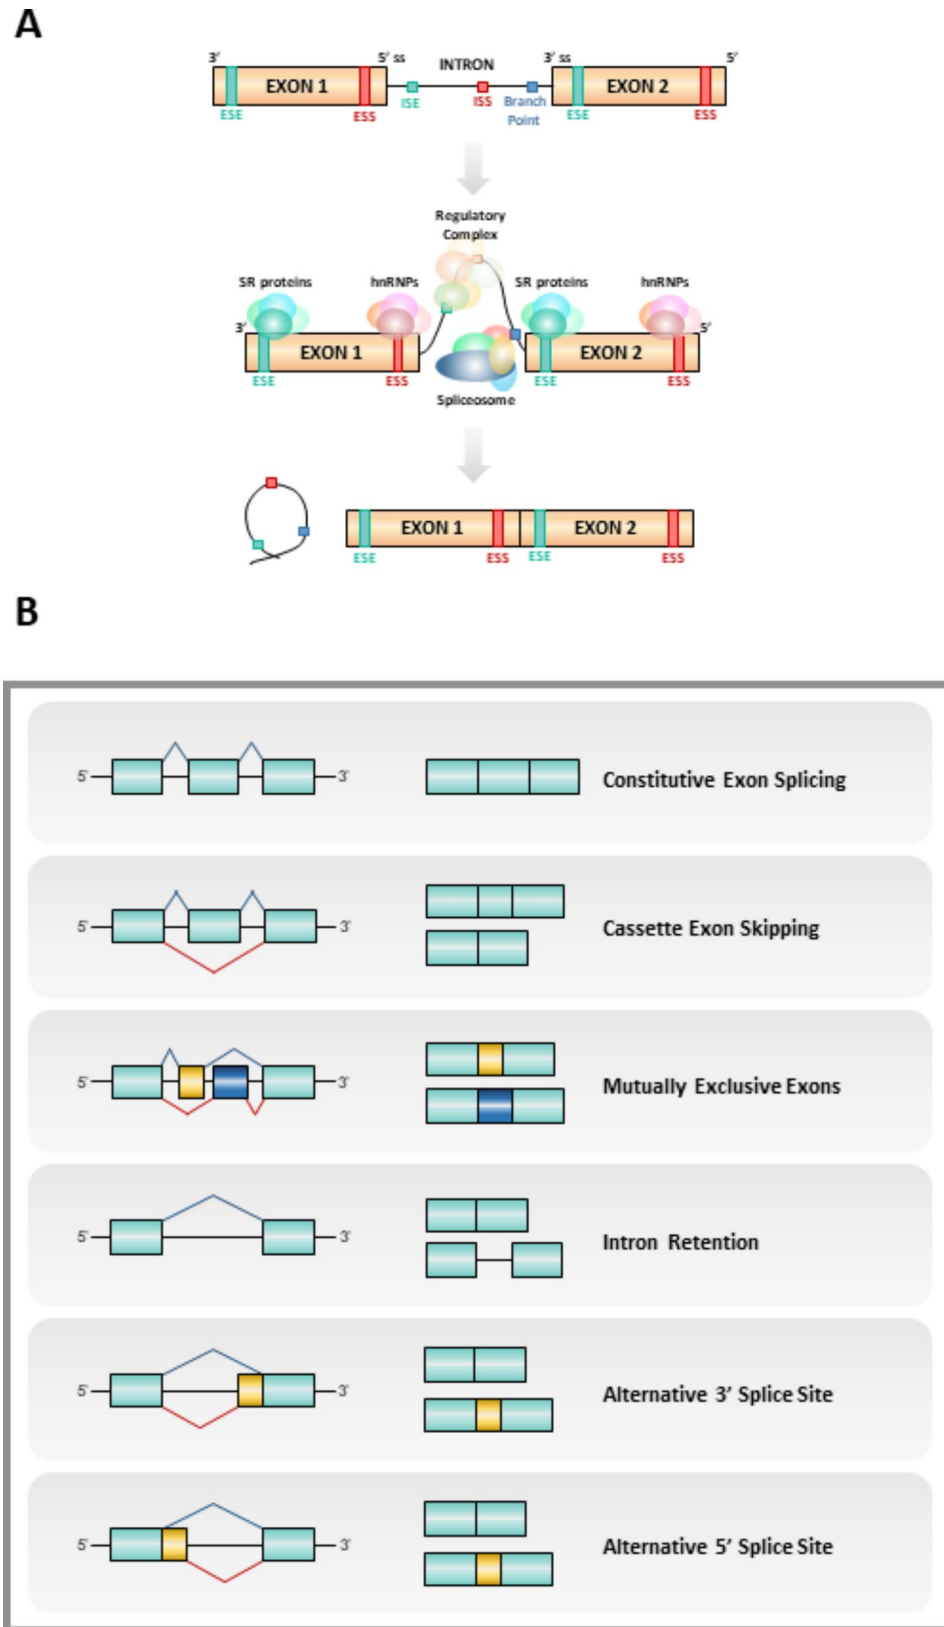 A
3’ 5’ ss INTRON 3’ ss 5’
EXON 1 EXON 2
ESE ESS ISE ISS Branch Point ESE ESS
Regulatory
Complex
SR proteins hnRNPs SR proteins hnRNPs
3’ 5’
EXON 1 EXON 2
ESE ESS ESE ESS
Spliceosome
EXON 1 EXON 2
ESE ESS ESE ESS
B
5' 3' Constitutive Exon Splicing
5' 3' Cassette Exon Skipping
5' 3' Mutually Exclusive Exons
5' 3' Intron Retention
5' 3' Alternative 3’ Splice Site
5' 3' Alternative 5’ Splice Site